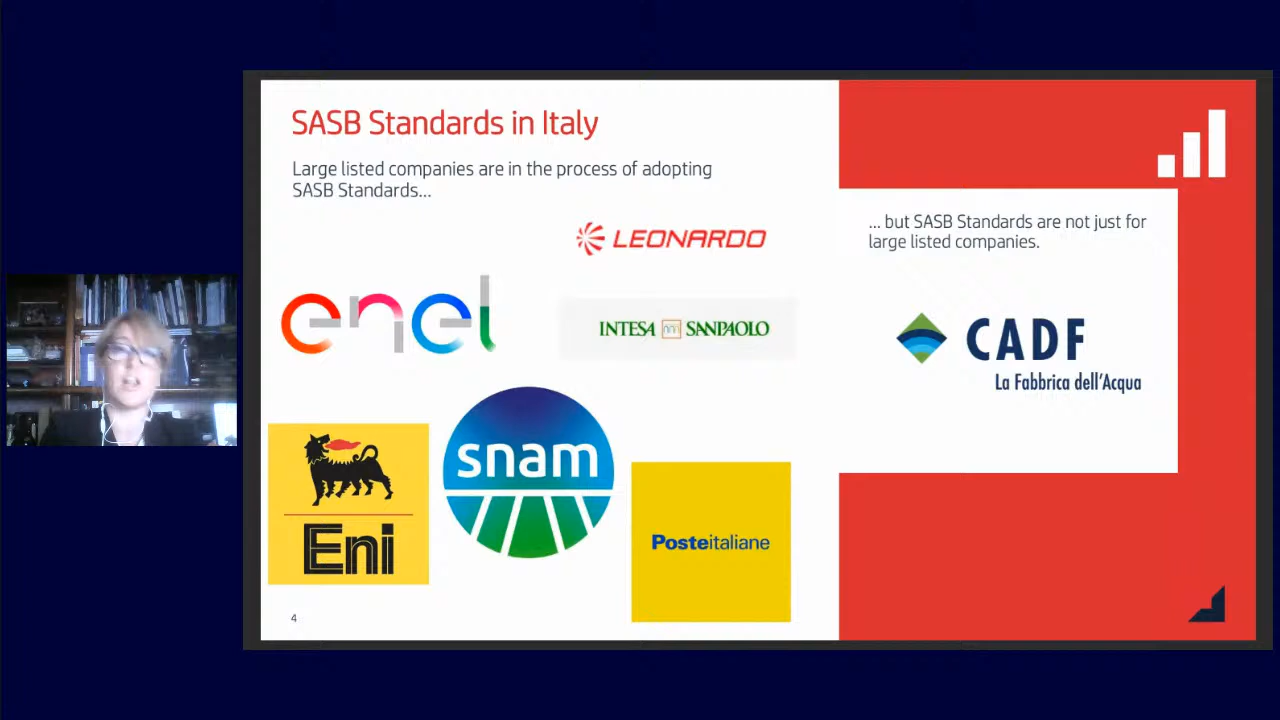 SASB Standards in Italy
Large listed companies are in the process of adopting
SASB Standards...
LEONARDO
enel
INTESA SANPAOLO
Eni
snam
Posteitaliane
4
... but SASB Standards are not just for
large listed companies.
CADF
La Fabbrica dell'Acqua